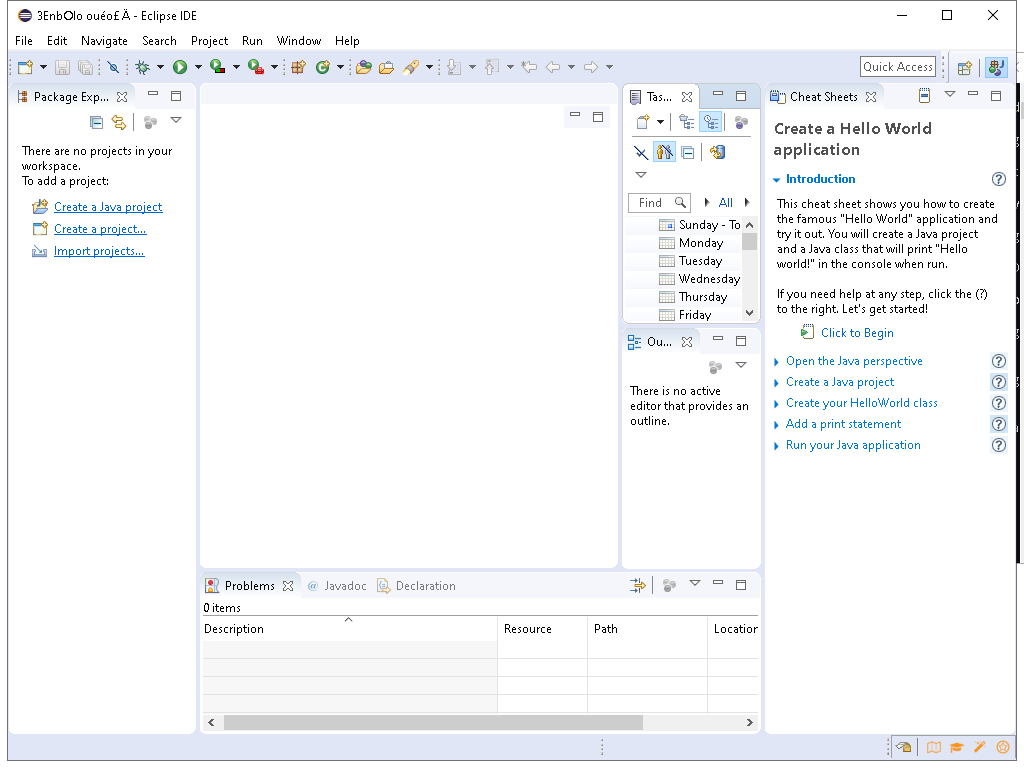 3EnbOlo ouéo£Ä - Eclipse IDE
File Edit Navigate Search Project Run Window Help
Quick Access
Package Exp...
There are no projects in your
workspace.
To add a project:
Create a Java project
Create a project...
Import projects...
Tas...
Find
All
Sunday - To
Monday
Tuesday
Wednesday
Thursday
Friday
Ou...
There is no active
editor that provides an
outline.
Cheat Sheets
Create a Hello World
application
Introduction
This cheat sheet shows you how to create
the famous "Hello World" application and
try it out. You will create a Java project
and a Java class that will print "Hello
world!" in the console when run.
If you need help at any step, click the (?)
to the right. Let's get started!
Click to Begin
Open the Java perspective
Create a Java project
Create your HelloWorld class
Add a print statement
Run your Java application
Problems @ Javadoc Declaration
0 items
Description Resource Path Location